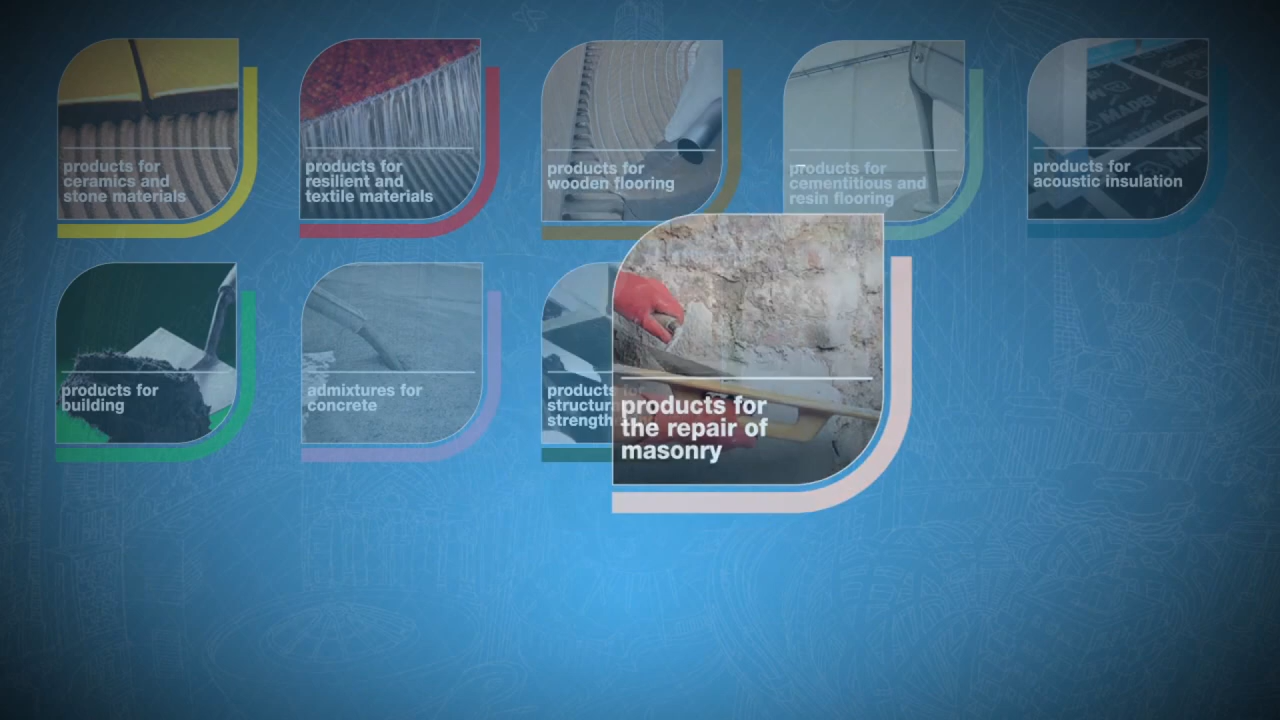 products for
ceramics and
stone materials
products for
resilient and
textile materials
products for
wooden flooring
products for
cementitious and
resin flooring
products for
acoustic insulation
products for
building
admixtures for
concrete
products for
strength
products for
the repair of
masonry